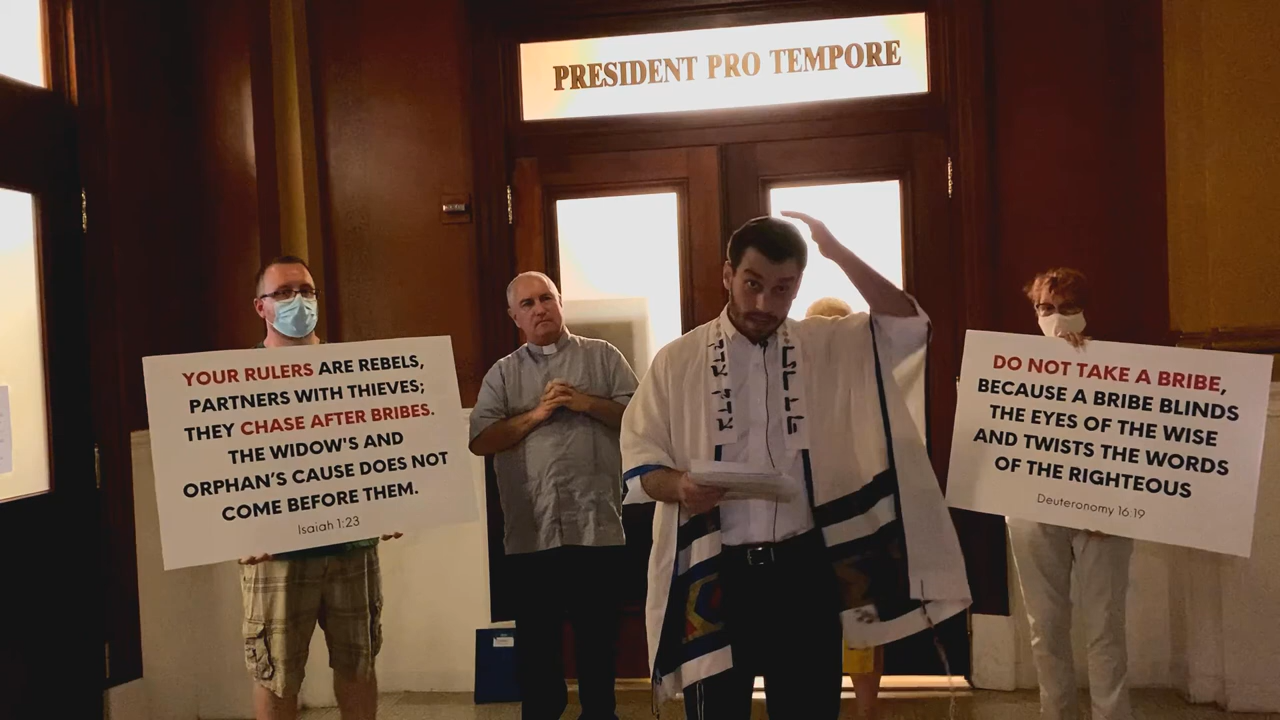 PRESIDENT PRO TEMPORE
YOUR RULERS ARE REBELS,
PARTNERS WITH THIEVES;
THEY CHASE AFTER BRIBES.
THE WIDOW'S AND
ORPHAN'S CAUSE DOES NOT
COME BEFORE THEM.
Isaiah 1:23
DO NOT TAKE A BRIBE,
BECAUSE A BRIBE BLINDS
THE EYES OF THE WISE
AND TWISTS THE WORDS
OF THE RIGHTEOUS
Deuteronomy 16:19